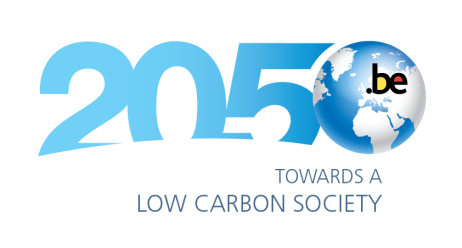 2050
.be
TOWARDS A
LOW CARBON SOCIETY